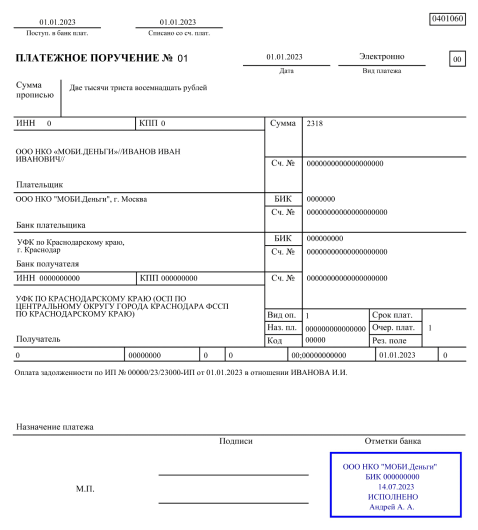 01.01.2023 01.01.2023 0401060
Поступ. в банк плат. Списано со сч. плат.
ПЛАТЕЖНОЕ ПОРУЧЕНИЕ № 01 01.01.2023 Электронно 00
Дата Вид платежа
Сумма
прописью
Две тысячи триста восемнадцать рублей
ИНН 0 КПП 0 Сумма 2318
ООО НКО «МОБИ.ДЕНЬГИ»//ИВАНОВ ИВАН
ИВАНОВИЧ//
Сч. № 00000000000000000000
Плательщик
ООО НКО "МОБИ.Деньги", г. Москва БИК 0000000
Сч. № 00000000000000000000
Банк плательщика
УФК по Краснодарскому краю,
г. Краснодар
БИК 000000000
Сч. № 00000000000000000000
Банк получателя
ИНН 0000000000 КПП 000000000 Сч. № 00000000000000000000
УФК ПО КРАСНОДАРСКОМУ КРАЮ (ОСП ПО
ЦЕНТРАЛЬНОМУ ОКРУГУ ГОРОДА КРАСНОДАРА ФССП
ПО КРАСНОДАРСКОМУ КРАЮ)
Вид оп. 1 Срок плат.
Наз. пл. 000000000000000 Очер. плат. 1
Получатель Код 00000 Рез. поле
0 00000000 0 0 00;00000000000 01.01.2023 0
Оплата задолженности по ИП № 00000/23/23000-ИП от 01.01.2023 в отношении ИВАНОВА И.И.
Назначение платежа
Подписи Отметки банка
М.П.
ООО НКО "МОБИ.Деньги"
БИК 000000000
14.07.2023
ИСПОЛНЕНО
Андрей А. А.